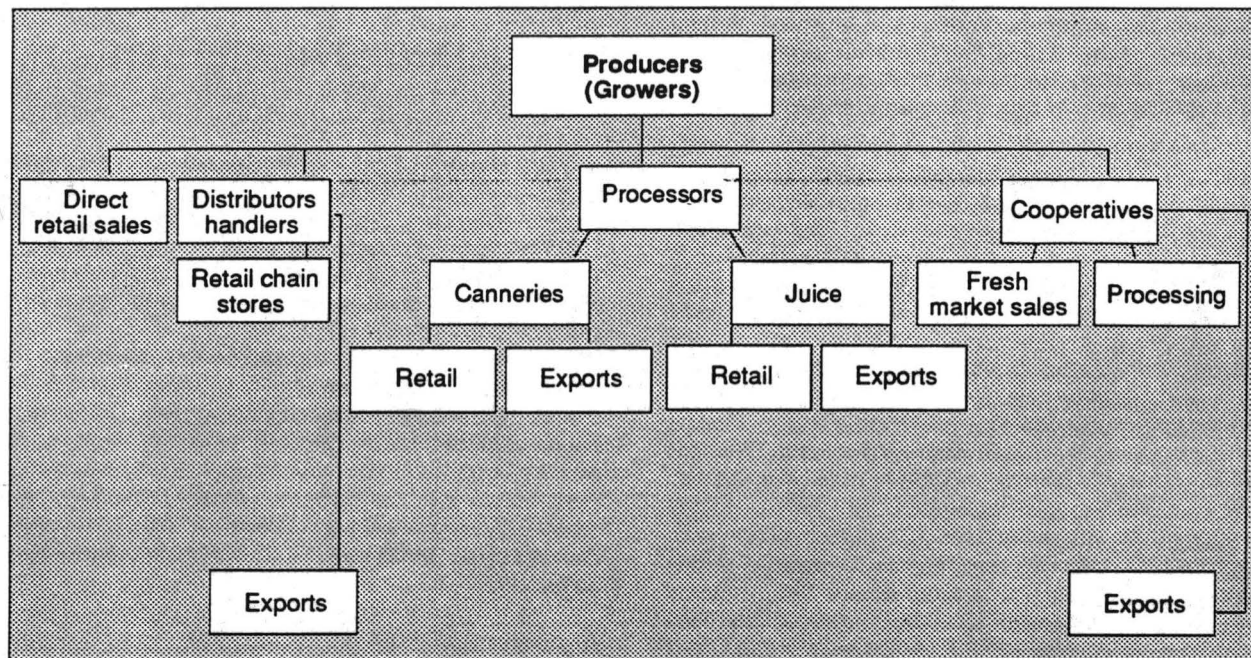 Producers
(Growers)
Direct
retail sales
Distributors
handlers
Processors
Cooperatives
Retail chain
stores
Canneries
Juice
Fresh
market sales
Processing
Retail
Exports
Retail
Exports
Exports
Exports